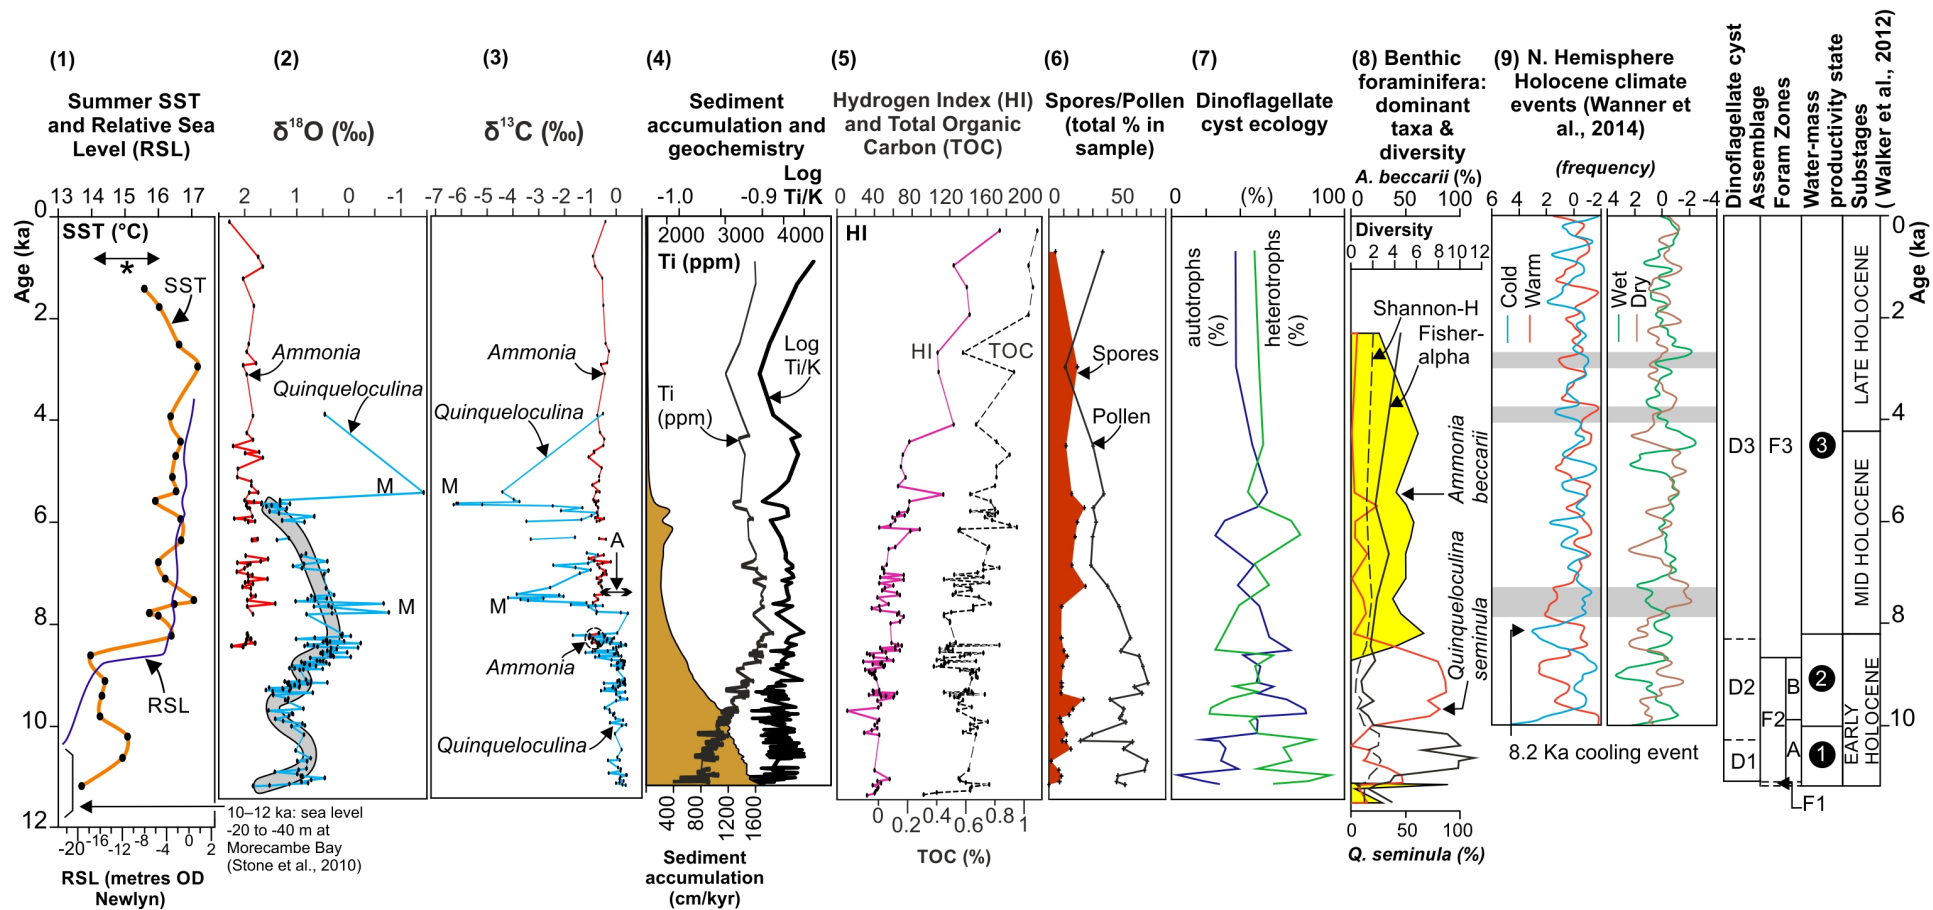 (1)
Summer SST
and Relative Sea
Level (RSL)
13 14 15 16 17
SST (°C)
*
SST
RSL
Age (ka)
0
2
4
6
8
10
12
-20 -16 -12 -8 -4 0 2
RSL (metres OD
Newlyn)
10–12 ka: sea level
-20 to -40 m at
Morecambe Bay
(Stone et al., 2010)
(2)
δ18O (‰)
2 1 0 -1
Ammonia
Quinqueloculina
M
M
(3)
δ13C (‰)
-7 -6 -5 -4 -3 -2 -1 0
Ammonia
Quinqueloculina
M
A
M
Ammonia
Quinqueloculina
(4)
Sediment
accumulation and
geochemistry
Log
Ti/K
-1.0 -0.9
2000 3000 4000
Ti (ppm)
Log
Ti/K
Ti
(ppm)
400
800
1200
1600
Sediment
accumulation
(cm/kyr)
(5)
Hydrogen Index (HI)
and Total Organic
Carbon (TOC)
0 40 80 120 160 200
HI
HI
TOC
0 0.2 0.4 0.6 0.8 1
TOC (%)
(6)
Spores/Pollen
(total % in
sample)
0 50
Spores
Pollen
(7)
Dinoflagellate
cyst ecology
0 (%) 100
autotrophs
(%)
heterotrophs
(%)
(8) Benthic
foraminifera:
dominant
taxa &
diversity
A. beccarii (%)
0 50 100
Diversity
0 2 4 6 8 10 12
Shannon-H
Fisher-
alpha
Ammonia
beccarii
Quinqueloculina
seminula
0 50 100
Q. seminula (%)
(9) N. Hemisphere
Holocene climate
events (Wanner et
al., 2014)
(frequency)
6 4 2 0 -2
4 2 0 -2 -4
Cold
Warm
Wet
Dry
8.2 Ka cooling event
Dinoflagellate cyst
Assemblage
Foram Zones
Water-mass
productivity state
Substages
(Walker et al., 2012)
D3
D2
D1
F3
F2
B
A
F1
3
2
1
LATE HOLOCENE
MID HOLOCENE
EARLY
HOLOCENE
0
2
4
6
8
10
Age (ka)